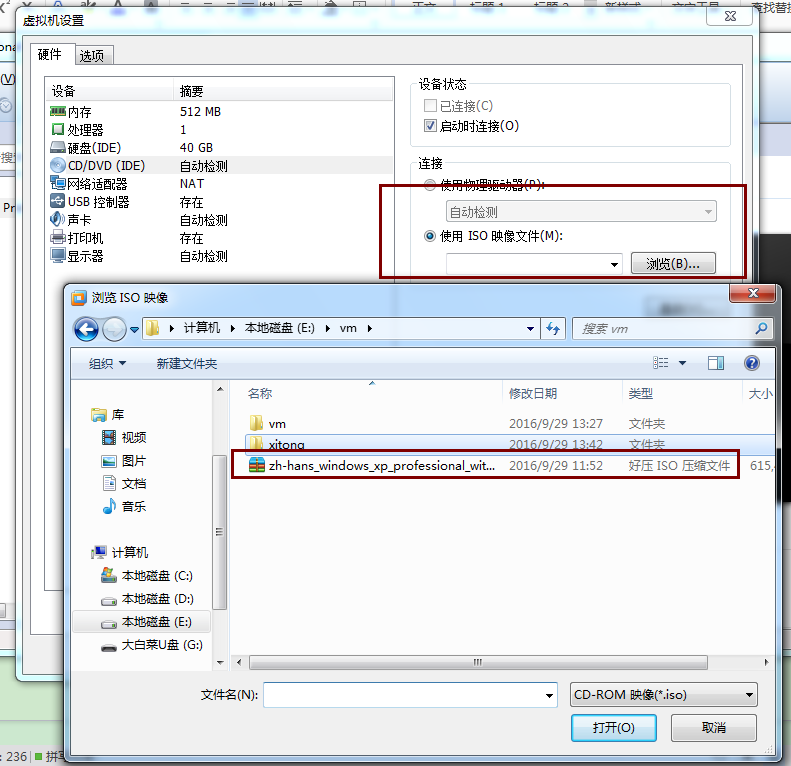 虚拟机设置
硬件 选项
设备 摘要
内存 512 MB
处理器 1
硬盘(IDE) 40 GB
CD/DVD (IDE) 自动检测
网络适配器 NAT
USB 控制器 存在
声卡 自动检测
打印机 存在
显示器 自动检测
设备状态
已连接(C)
启动时连接(O)
连接
使用物理驱动器(P):
自动检测
使用 ISO 映像文件(M):
浏览(B)...
浏览 ISO 映像
计算机 本地磁盘 (E:) vm
搜索 vm
组织 新建文件夹
名称 修改日期 类型 大小
vm 2016/9/29 13:27 文件夹
xitong 2016/9/29 13:42 文件夹
zh-hans_windows_xp_professional_wit... 2016/9/29 11:52 好压 ISO 压缩文件 615,
库
视频
图片
文档
音乐
计算机
本地磁盘 (C:)
本地磁盘 (D:)
本地磁盘 (E:)
大白菜U盘 (G:)
文件名(N):
CD-ROM 映像(*.iso)
打开(O) 取消
: 236